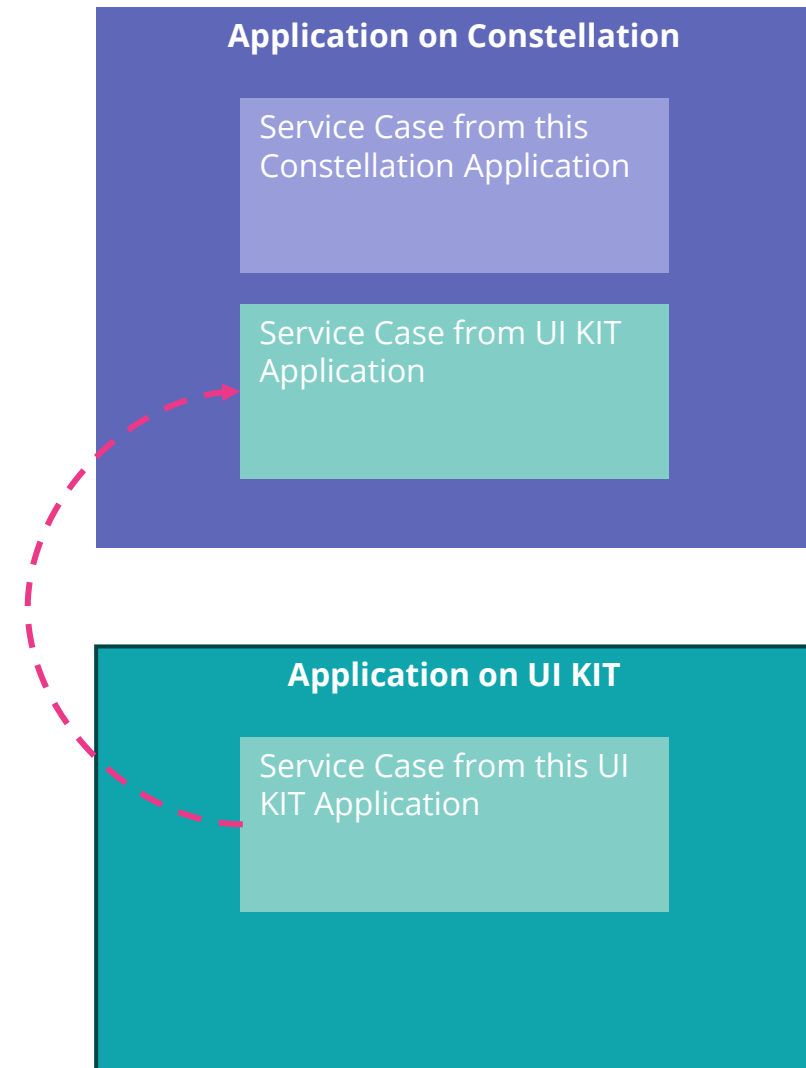 Application on Constellation
Service Case from this
Constellation Application
Service Case from UI KIT
Application
Application on UI KIT
Service Case from this UI
KIT Application